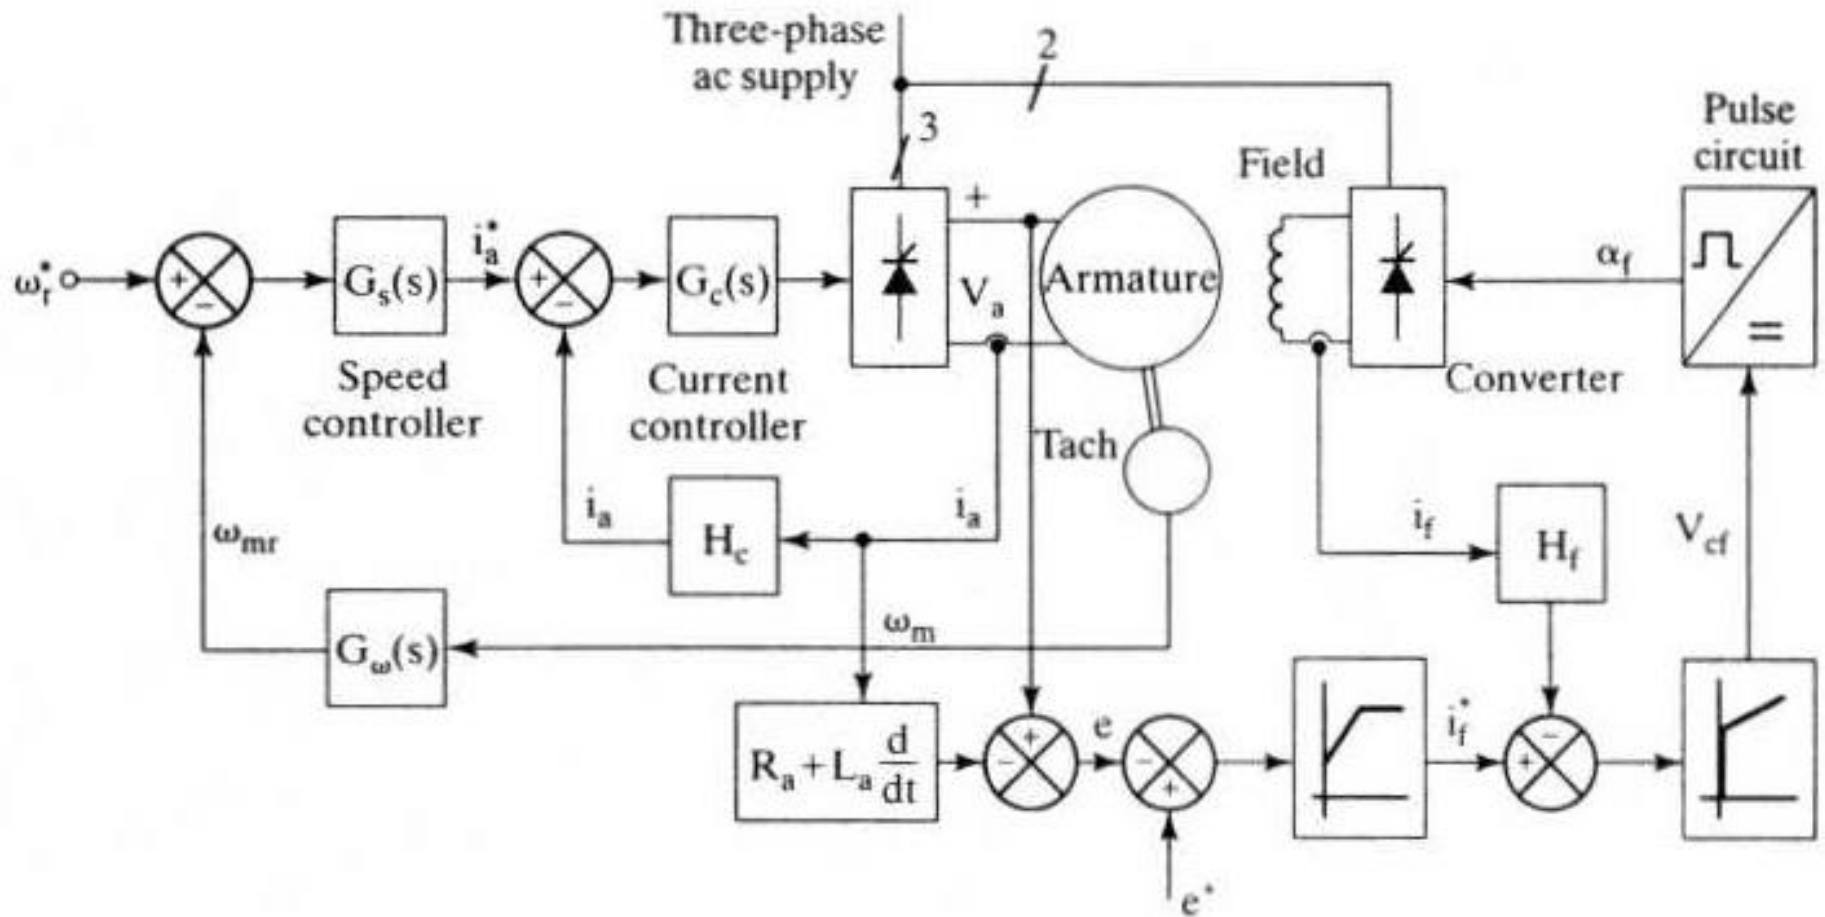 Three-phase
ac supply
2
3
Pulse
circuit
Field
+
ω*r
+
−
Gs(s)
i*a
+
−
Gc(s)
Va
Armature
αf
Speed
controller
Current
controller
Converter
Tach
ia
Hc
ia
if
Hf
Vcf
ωmr
Gω(s)
ωm
Ra + La d/dt
−
+
e
−
+
i*f
+
−
e*